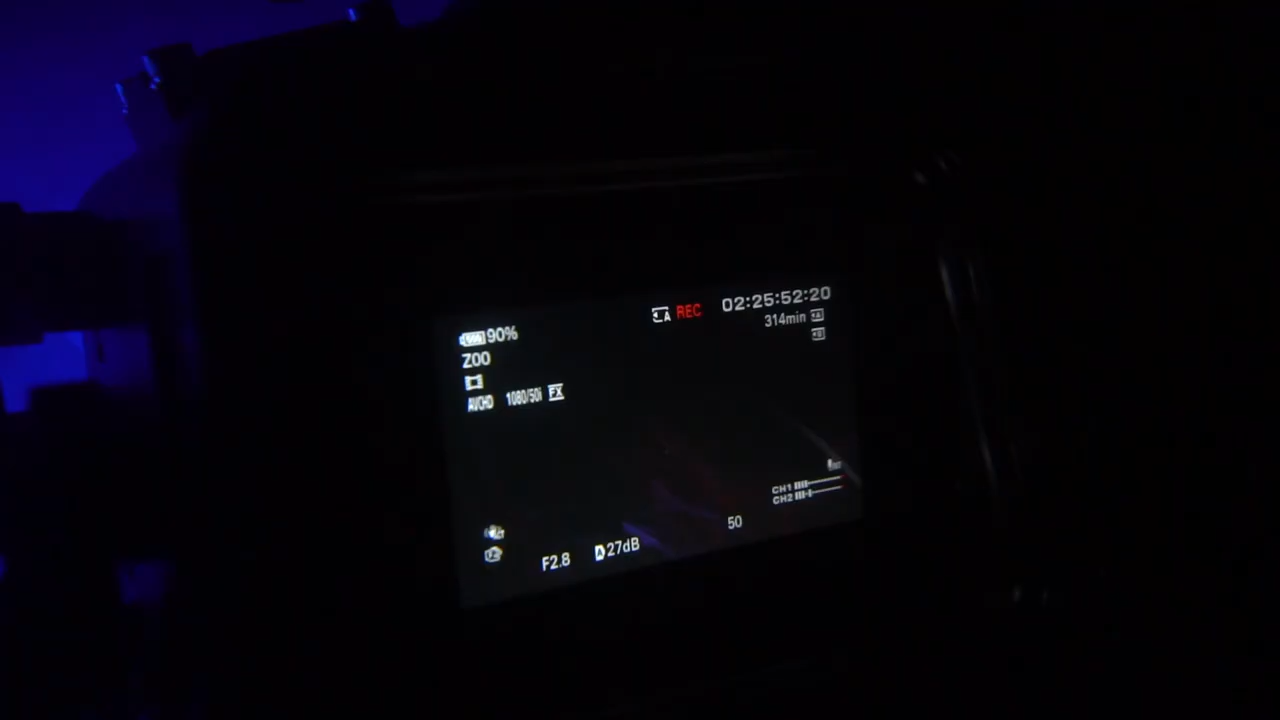 90%
A REC 02:25:52:20
Z00
314min A
B
AVCHD 1080/50i FX
CH1
CH2
50
F2.8 A 27dB